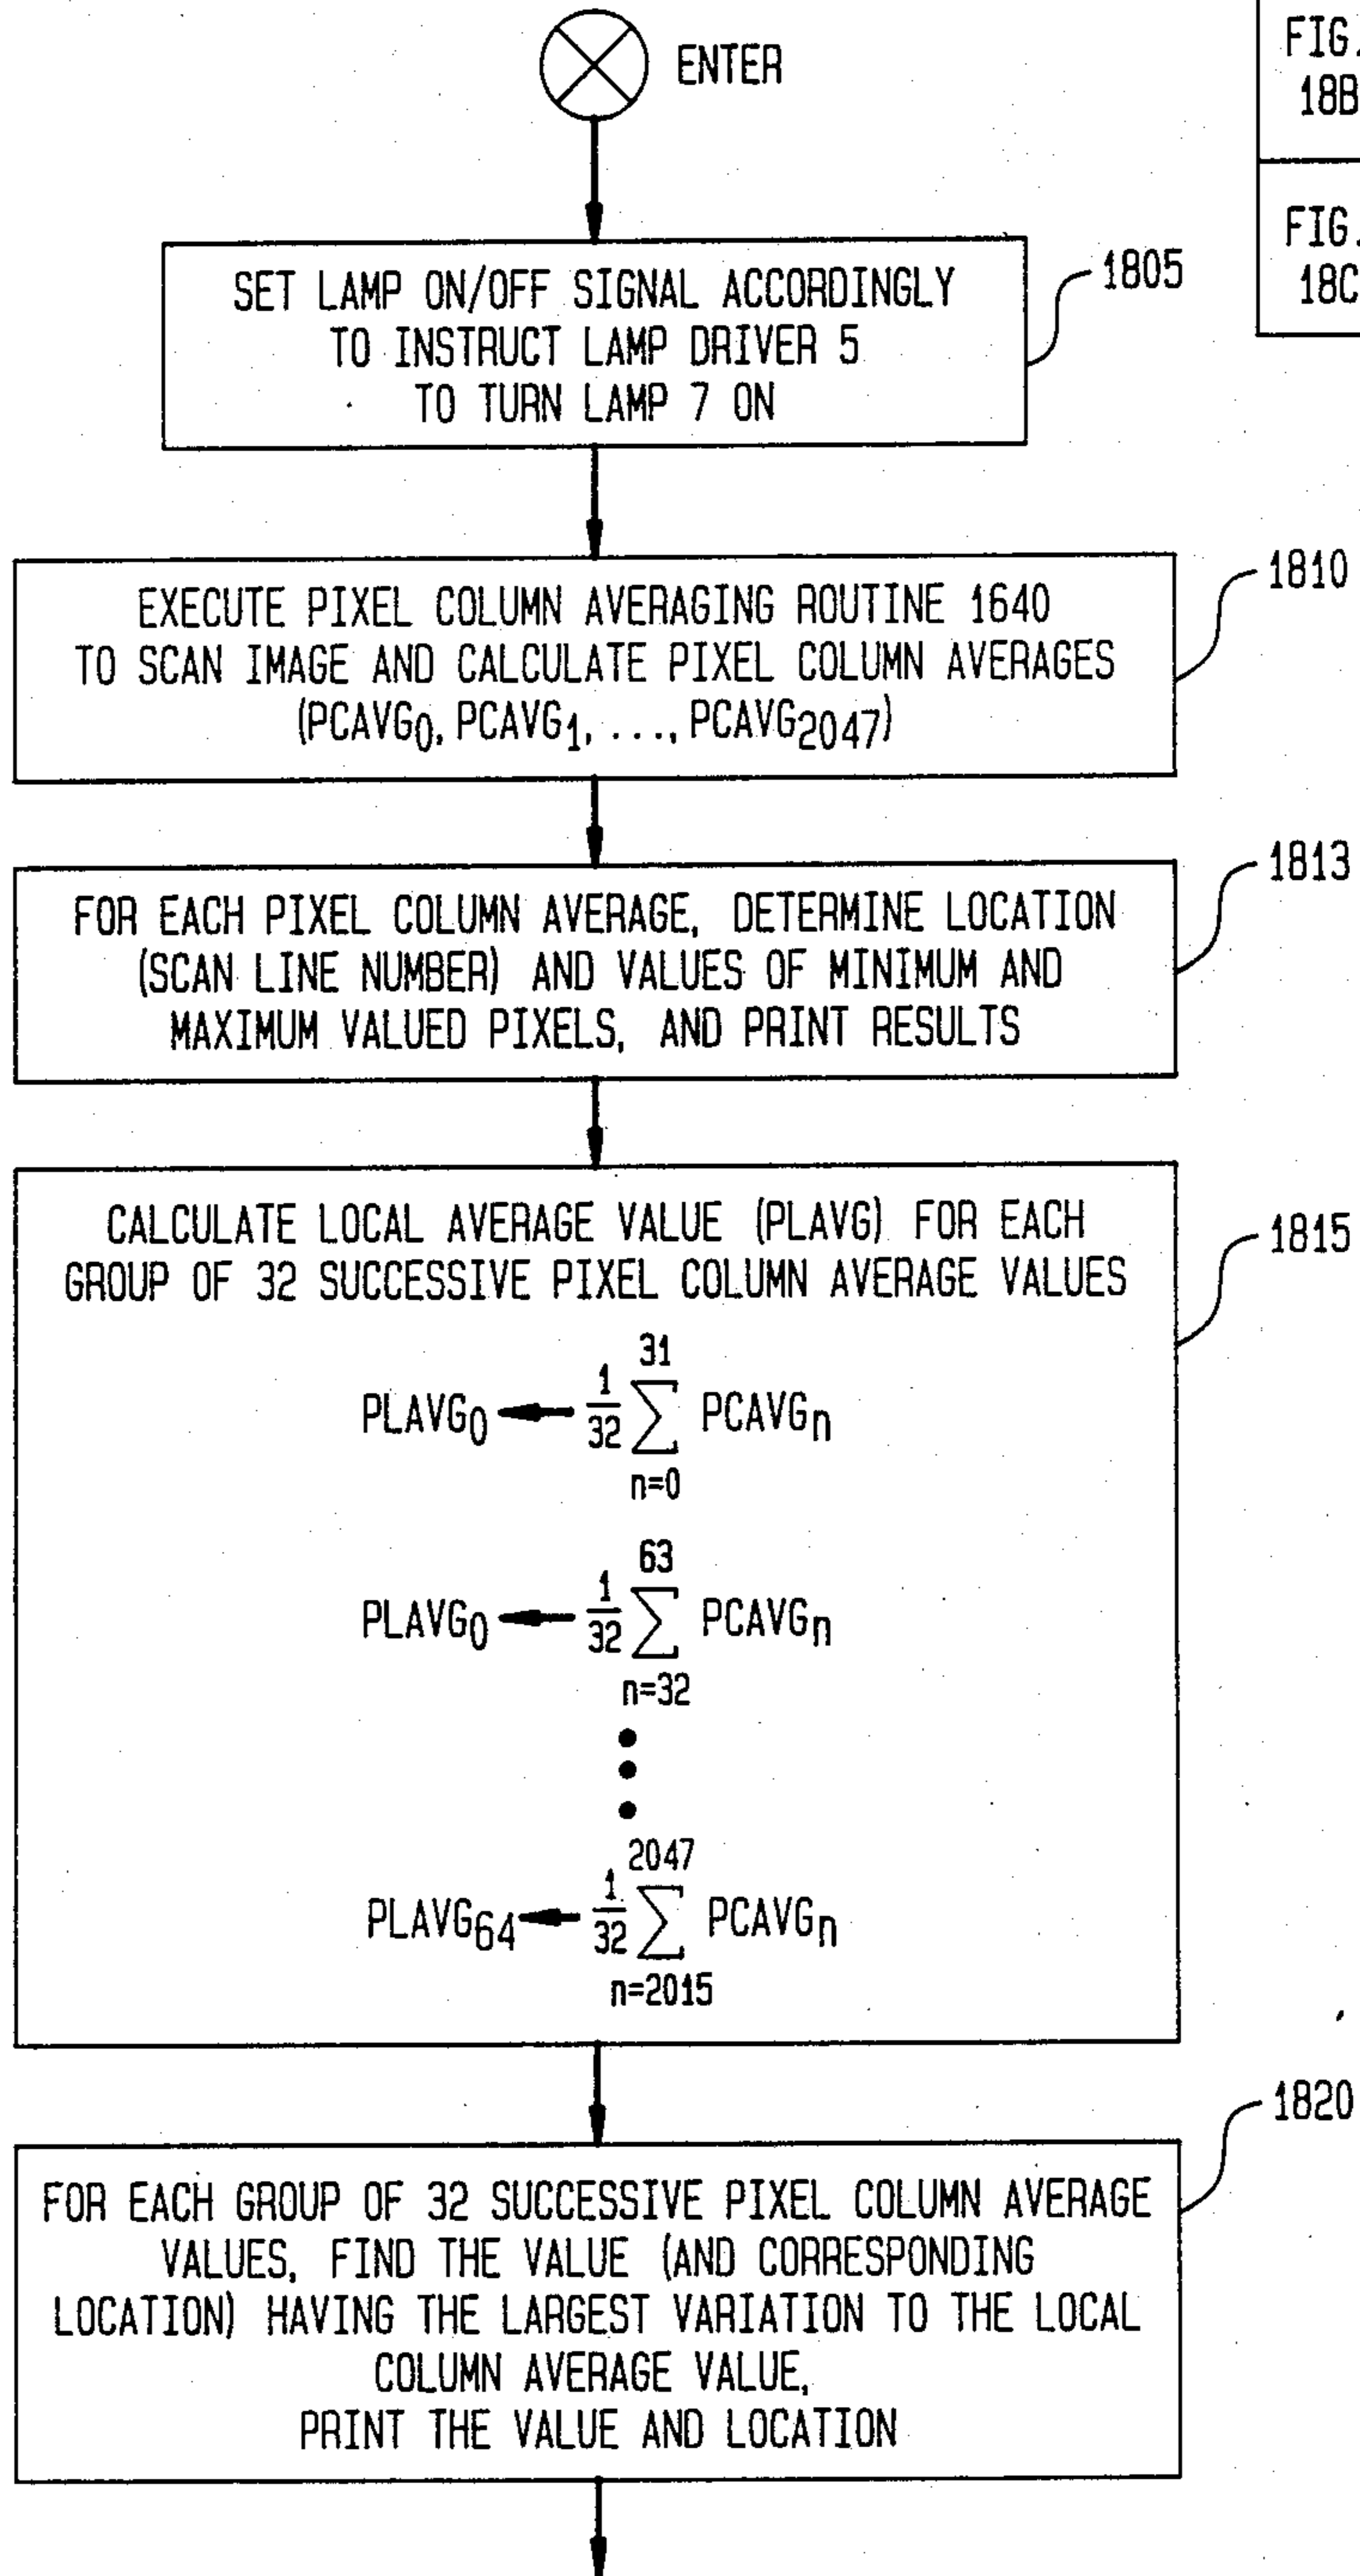 ENTER
FIG.
18B
FIG.
18C
SET LAMP ON/OFF SIGNAL ACCORDINGLY
TO INSTRUCT LAMP DRIVER 5
TO TURN LAMP 7 ON
1805
EXECUTE PIXEL COLUMN AVERAGING ROUTINE 1640
TO SCAN IMAGE AND CALCULATE PIXEL COLUMN AVERAGES
(PCAVG0, PCAVG1, ..., PCAVG2047)
1810
FOR EACH PIXEL COLUMN AVERAGE, DETERMINE LOCATION
(SCAN LINE NUMBER) AND VALUES OF MINIMUM AND
MAXIMUM VALUED PIXELS, AND PRINT RESULTS
1813
CALCULATE LOCAL AVERAGE VALUE (PLAVG) FOR EACH
GROUP OF 32 SUCCESSIVE PIXEL COLUMN AVERAGE VALUES
1815
31
PLAVG0 ← 1/32 ∑ PCAVGn
n=0
63
PLAVG0 ← 1/32 ∑ PCAVGn
n=32
2047
PLAVG64 ← 1/32 ∑ PCAVGn
n=2015
1820
FOR EACH GROUP OF 32 SUCCESSIVE PIXEL COLUMN AVERAGE
VALUES, FIND THE VALUE (AND CORRESPONDING
LOCATION) HAVING THE LARGEST VARIATION TO THE LOCAL
COLUMN AVERAGE VALUE,
PRINT THE VALUE AND LOCATION